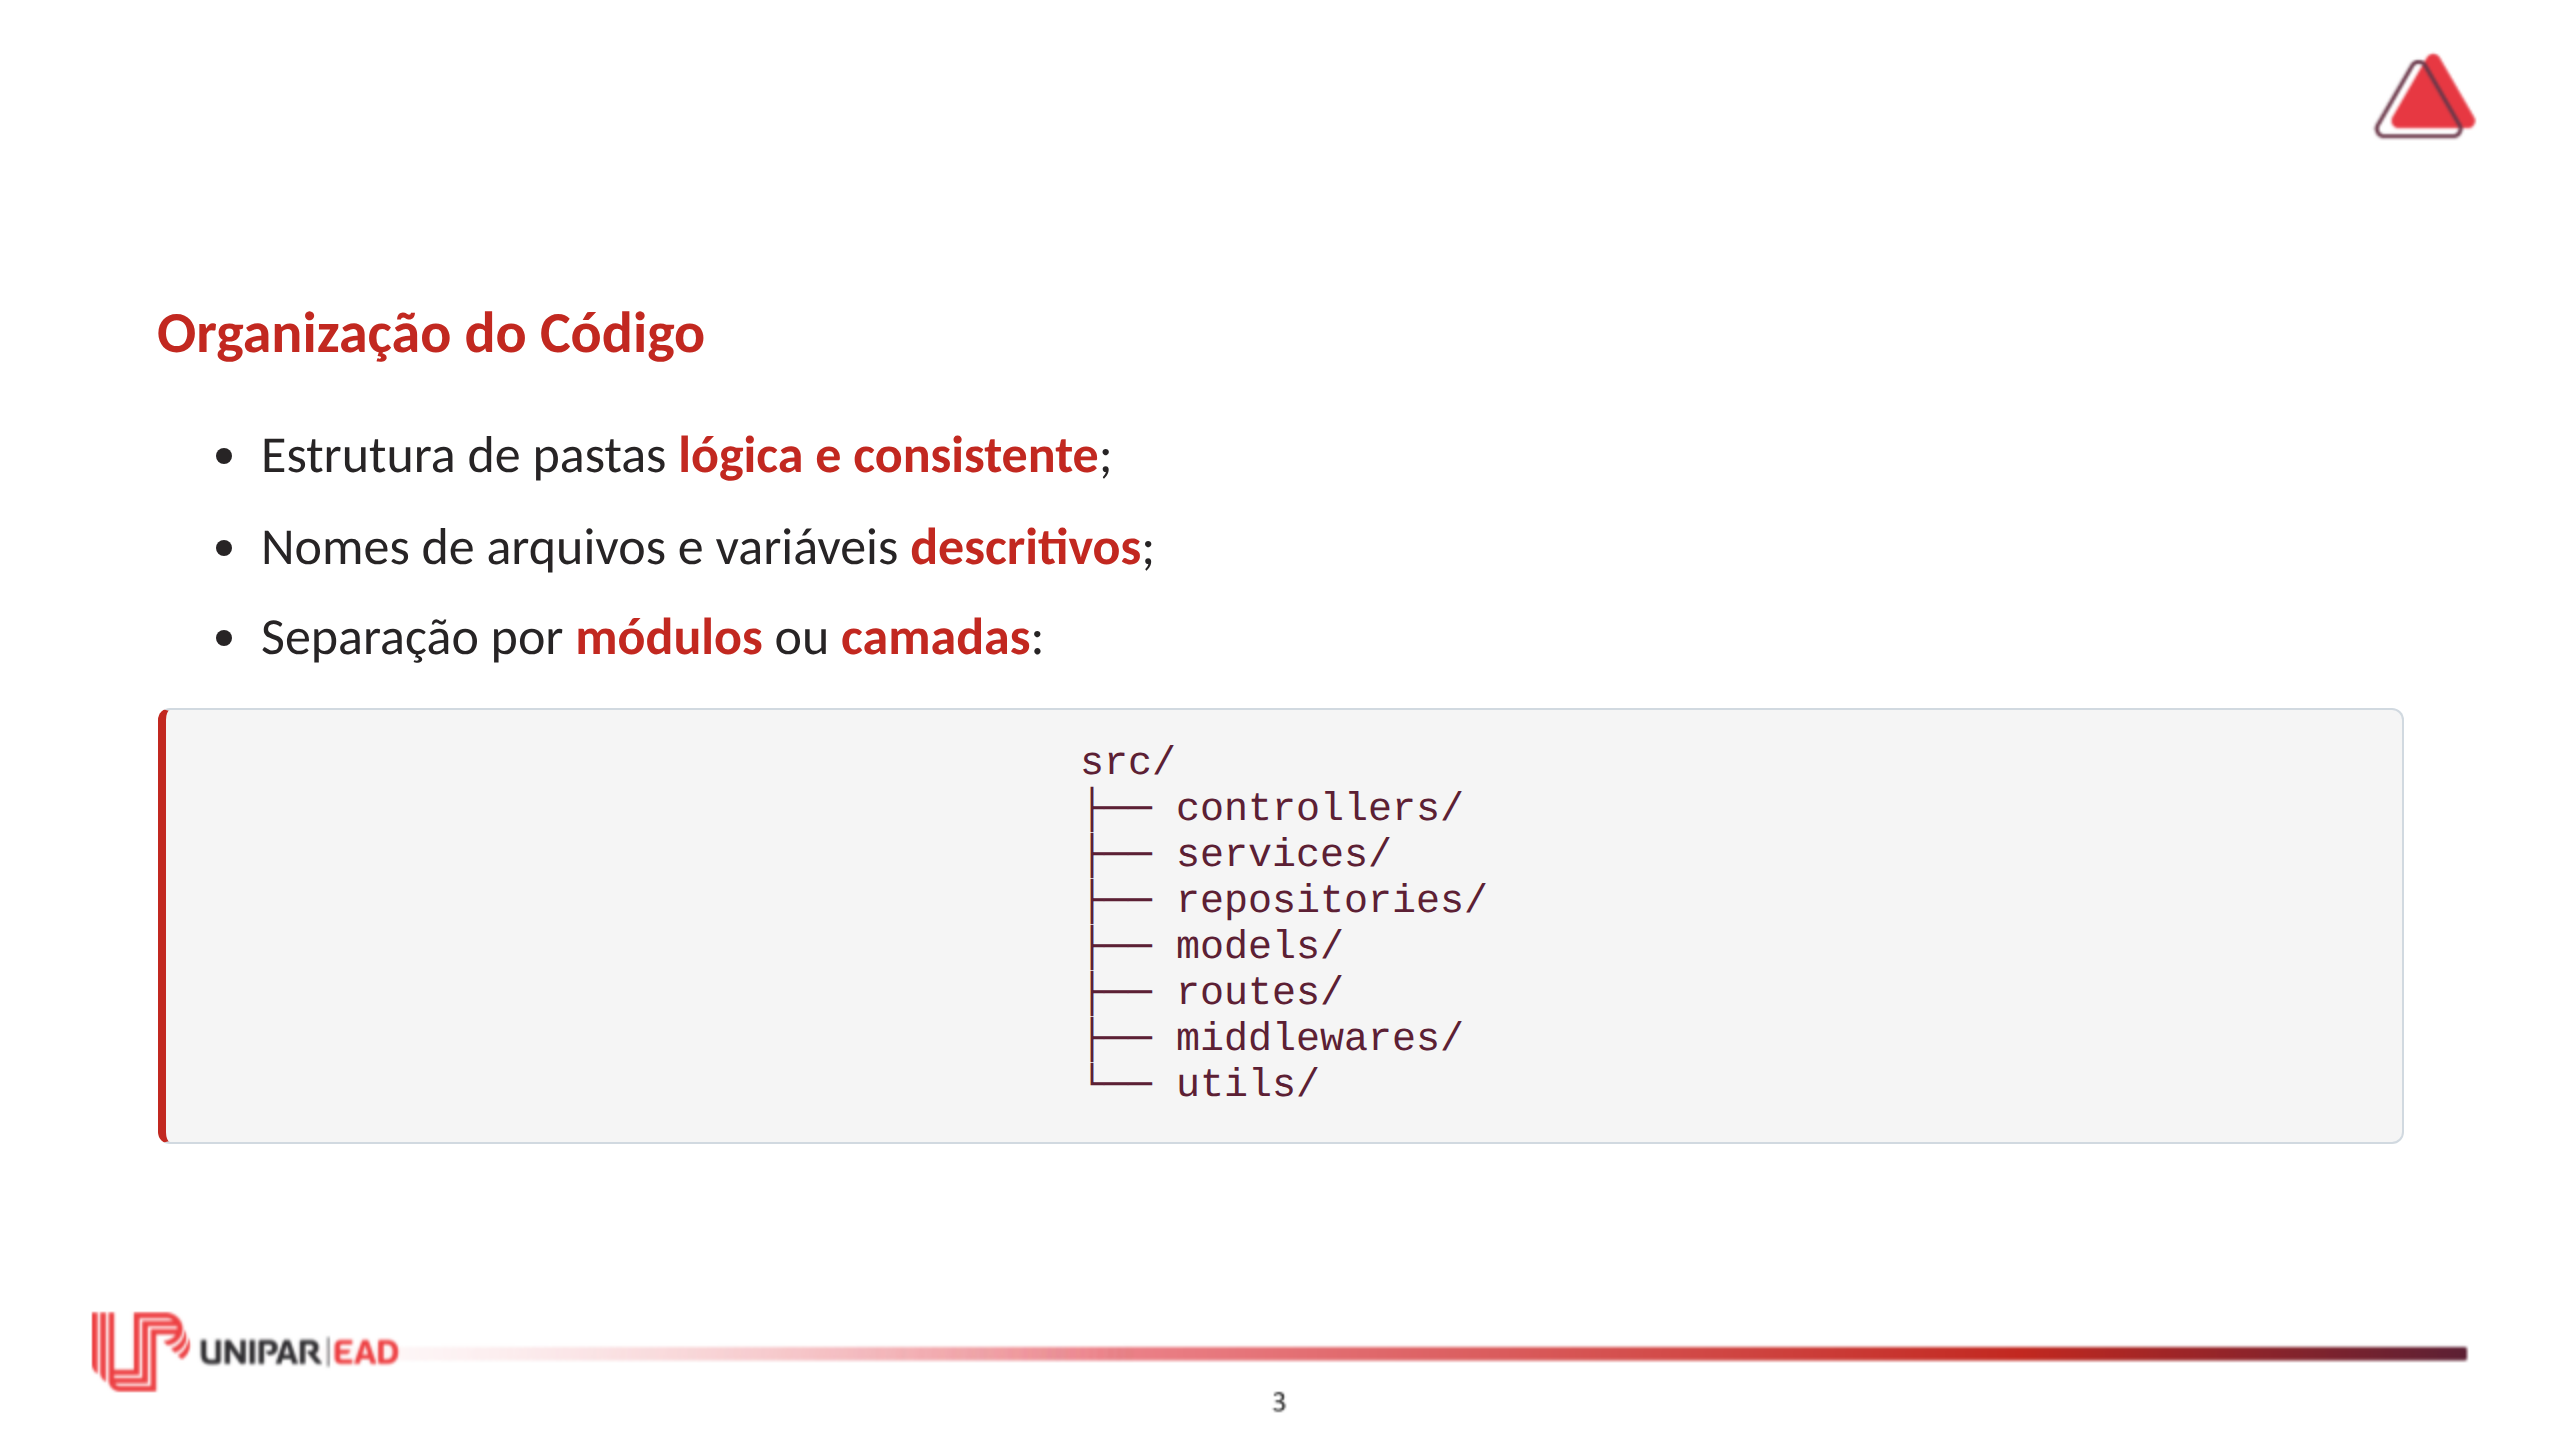 Organização do Código
• Estrutura de pastas lógica e consistente;
• Nomes de arquivos e variáveis descritivos;
• Separação por módulos ou camadas:
src/
├── controllers/
├── services/
├── repositories/
├── models/
├── routes/
├── middlewares/
└── utils/
UNIPAR|EAD
3